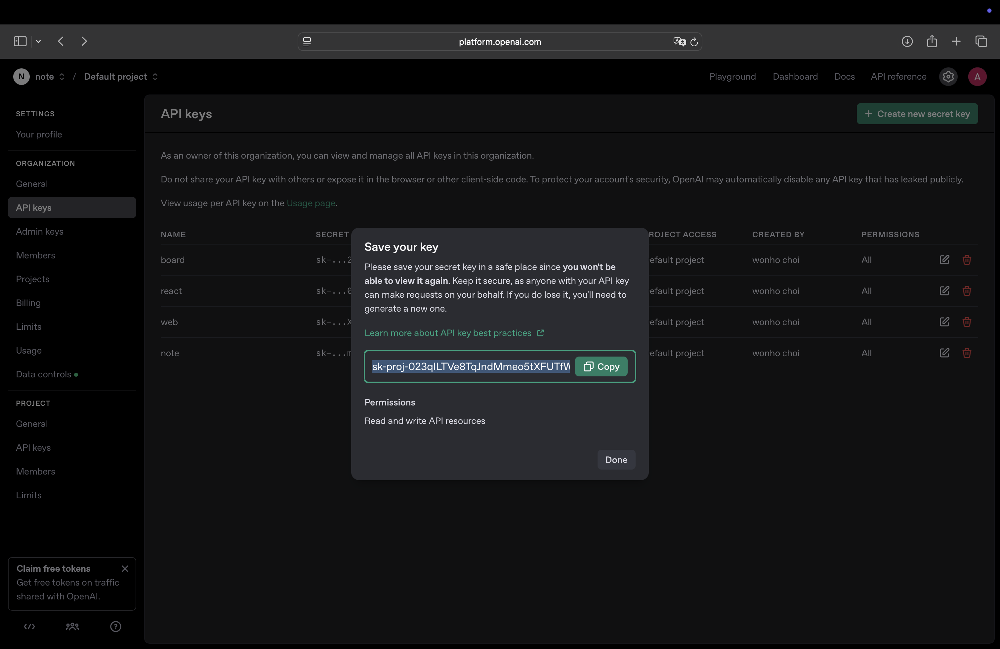 platform.openai.com
N note / Default project
Playground Dashboard Docs API reference A
SETTINGS
Your profile
ORGANIZATION
General
API keys
Admin keys
Members
Projects
Billing
Limits
Usage
Data controls
PROJECT
General
API keys
Members
Limits
Claim free tokens
Get free tokens on traffic
shared with OpenAI.
API keys
+ Create new secret key
As an owner of this organization, you can view and manage all API keys in this organization.
Do not share your API key with others or expose it in the browser or other client-side code. To protect your account's security, OpenAI may automatically disable any API key that has leaked publicly.
View usage per API key on the Usage page.
NAME SECRET ROJECT ACCESS CREATED BY PERMISSIONS
board sk-...2 efault project wonho choi All
react sk-...0 efault project wonho choi All
web sk-...X efault project wonho choi All
note sk-...m efault project wonho choi All
Save your key
Please save your secret key in a safe place since you won't be
able to view it again. Keep it secure, as anyone with your API key
can make requests on your behalf. If you do lose it, you'll need to
generate a new one.
Learn more about API key best practices
Copy
Permissions
Read and write API resources
Done